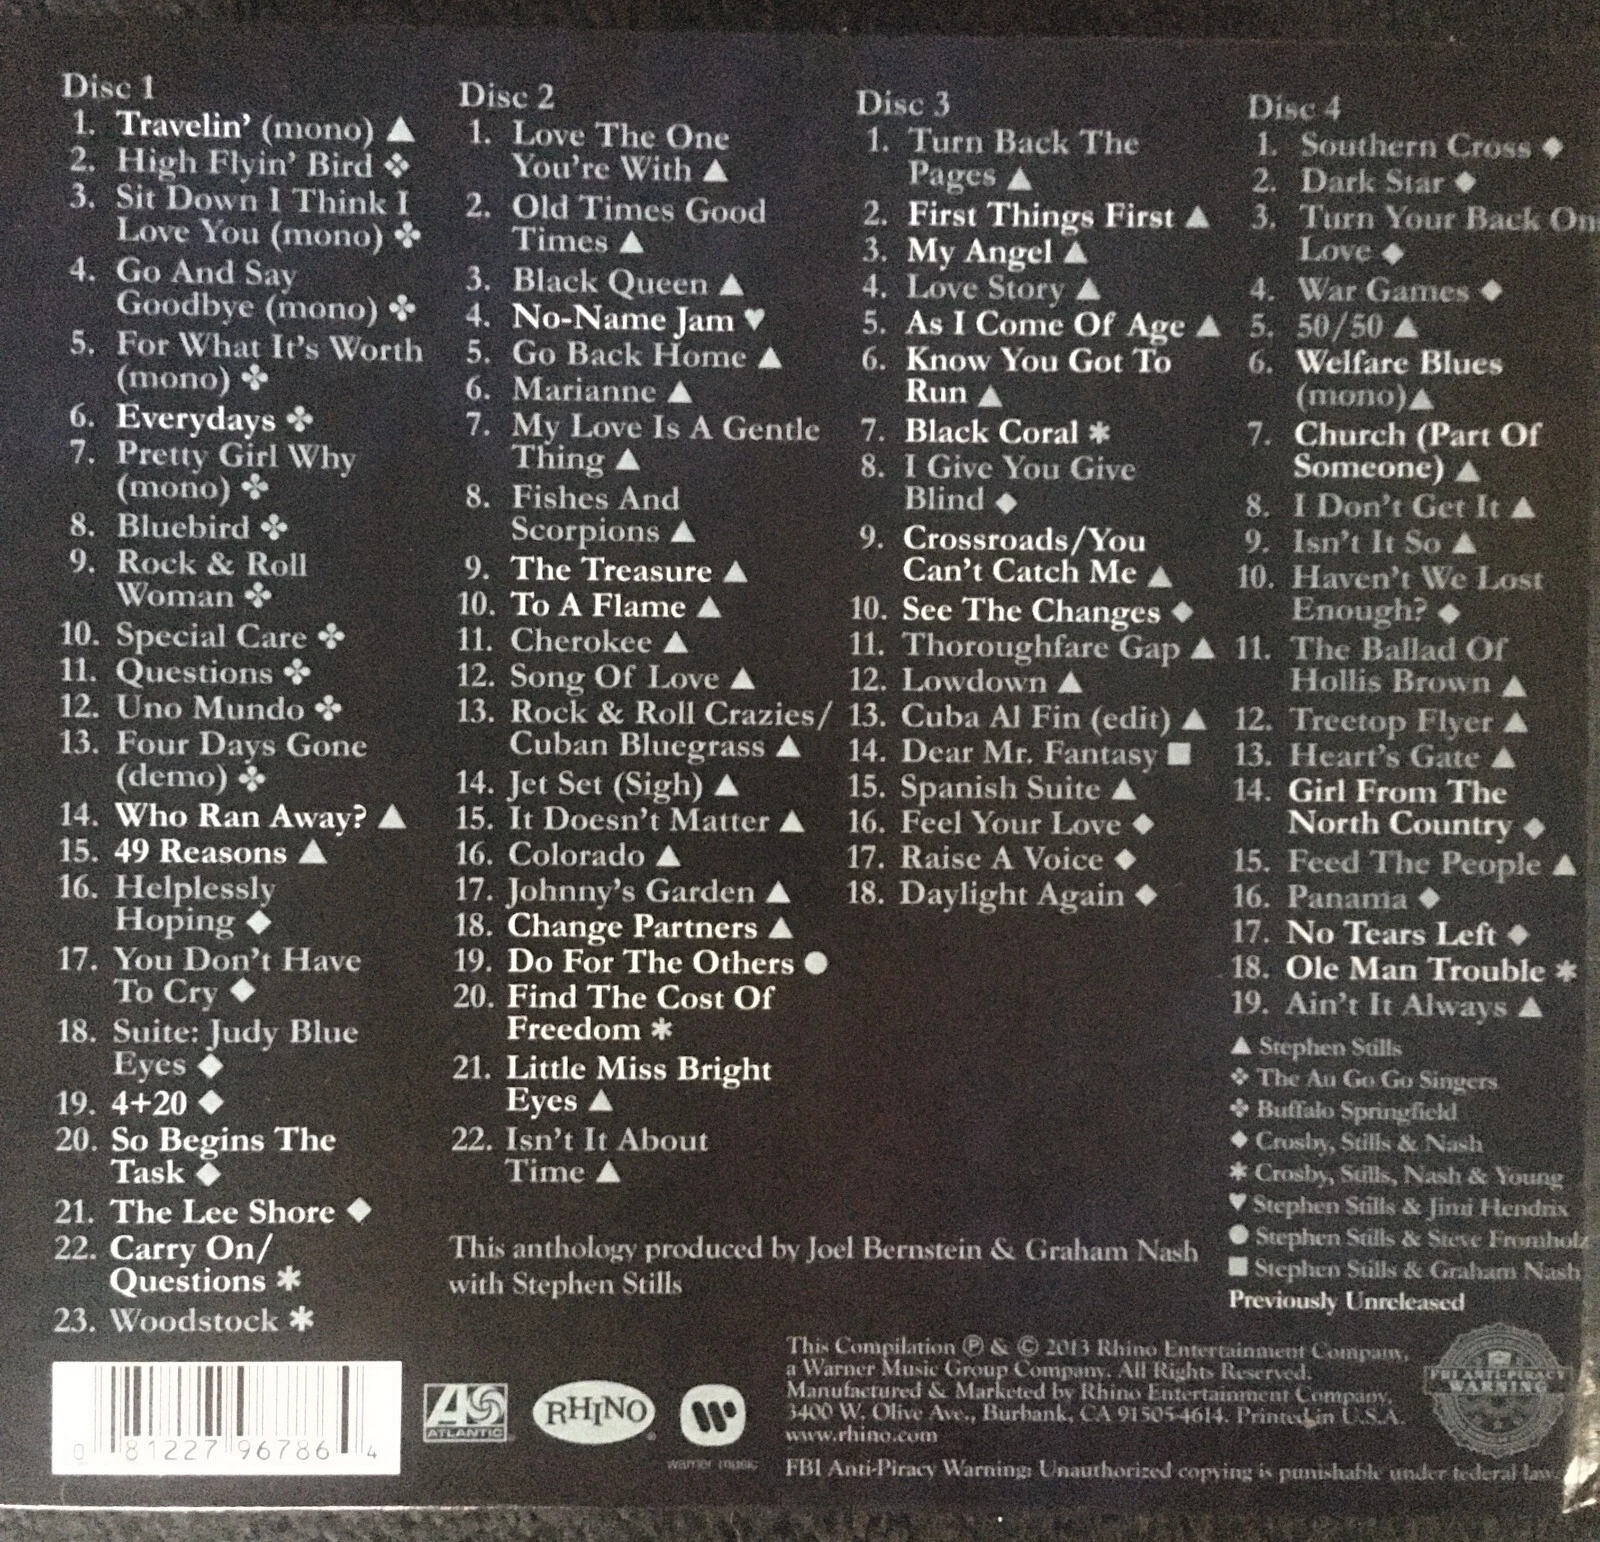 Disc 1
1. Travelin' (mono) ▲
2. High Flyin' Bird ❖
3. Sit Down I Think I
Love You (mono) ✤
4. Go And Say
Goodbye (mono) ✤
5. For What It's Worth
(mono) ✤
6. Everydays ✤
7. Pretty Girl Why
(mono) ✤
8. Bluebird ✤
9. Rock & Roll
Woman ✤
10. Special Care ✤
11. Questions ✤
12. Uno Mundo ✤
13. Four Days Gone
(demo) ✤
14. Who Ran Away? ▲
15. 49 Reasons ▲
16. Helplessly
Hoping ◆
17. You Don't Have
To Cry ◆
18. Suite: Judy Blue
Eyes ◆
19. 4+20 ◆
20. So Begins The
Task ◆
21. The Lee Shore ◆
22. Carry On/
Questions *
23. Woodstock *
Disc 2
1. Love The One
You're With ▲
2. Old Times Good
Times ▲
3. Black Queen ▲
4. No-Name Jam ♥
5. Go Back Home ▲
6. Marianne ▲
7. My Love Is A Gentle
Thing ▲
8. Fishes And
Scorpions ▲
9. The Treasure ▲
10. To A Flame ▲
11. Cherokee ▲
12. Song Of Love ▲
13. Rock & Roll Crazies/
Cuban Bluegrass ▲
14. Jet Set (Sigh) ▲
15. It Doesn't Matter ▲
16. Colorado ▲
17. Johnny's Garden ▲
18. Change Partners ▲
19. Do For The Others ●
20. Find The Cost Of
Freedom *
21. Little Miss Bright
Eyes ▲
22. Isn't It About
Time ▲
Disc 3
1. Turn Back The
Pages ▲
2. First Things First ▲
3. My Angel ▲
4. Love Story ▲
5. As I Come Of Age ▲
6. Know You Got To
Run ▲
7. Black Coral *
8. I Give You Give
Blind ◆
9. Crossroads/You
Can't Catch Me ▲
10. See The Changes ◆
11. Thoroughfare Gap ▲
12. Lowdown ▲
13. Cuba Al Fin (edit) ▲
14. Dear Mr. Fantasy ■
15. Spanish Suite ▲
16. Feel Your Love ◆
17. Raise A Voice ◆
18. Daylight Again ◆
Disc 4
1. Southern Cross ◆
2. Dark Star ◆
3. Turn Your Back On
Love ◆
4. War Games ◆
5. 50/50 ▲
6. Welfare Blues
(mono) ▲
7. Church (Part Of
Someone) ▲
8. I Don't Get It ▲
9. Isn't It So ▲
10. Haven't We Lost
Enough? ◆
11. The Ballad Of
Hollis Brown ▲
12. Treetop Flyer ▲
13. Heart's Gate ▲
14. Girl From The
North Country ◆
15. Feed The People ▲
16. Panama ◆
17. No Tears Left ◆
18. Ole Man Trouble *
19. Ain't It Always ▲
▲ Stephen Stills
❖ The Au Go Go Singers
✤ Buffalo Springfield
◆ Crosby, Stills & Nash
* Crosby, Stills, Nash & Young
♥ Stephen Stills & Jimi Hendrix
● Stephen Stills & Steve Fromholz
■ Stephen Stills & Graham Nash
Previously Unreleased
This anthology produced by Joel Bernstein & Graham Nash
with Stephen Stills
0 81227 96786 4
ATLANTIC
RHINO
warner music
This Compilation ℗ & © 2013 Rhino Entertainment Company,
a Warner Music Group Company. All Rights Reserved.
Manufactured & Marketed by Rhino Entertainment Company,
3400 W. Olive Ave., Burbank, CA 91505-4614. Printed in U.S.A.
www.rhino.com
FBI Anti-Piracy Warning: Unauthorized copying is punishable under federal law.
FBI ANTI-PIRACY
WARNING